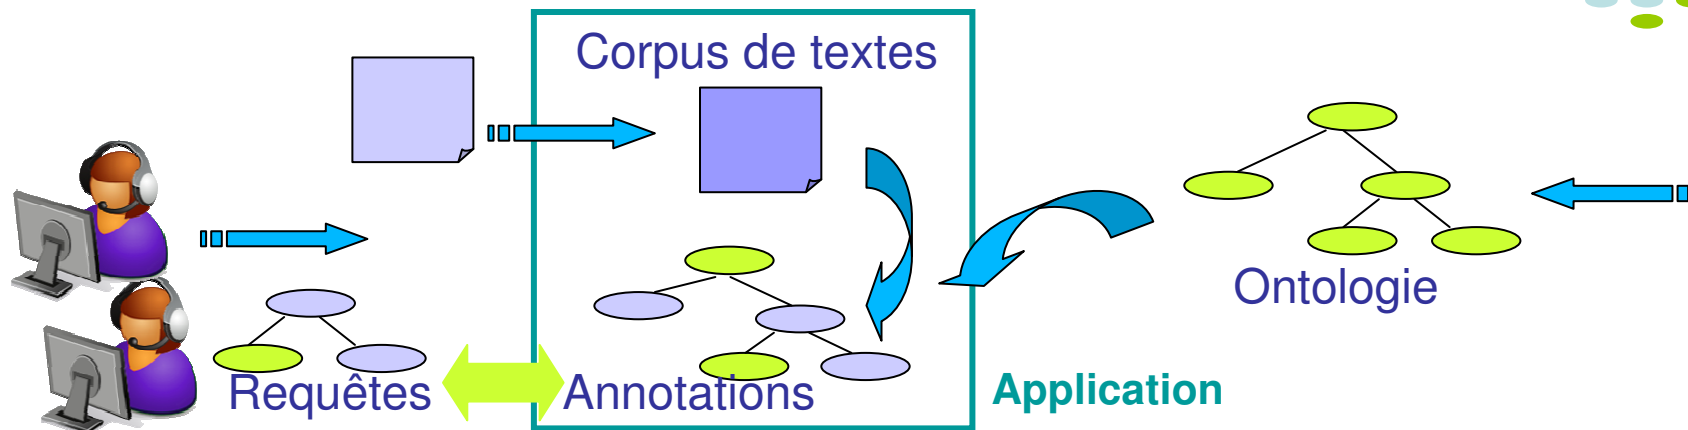 Corpus de textes
Ontologie
Requêtes
Annotations
Application